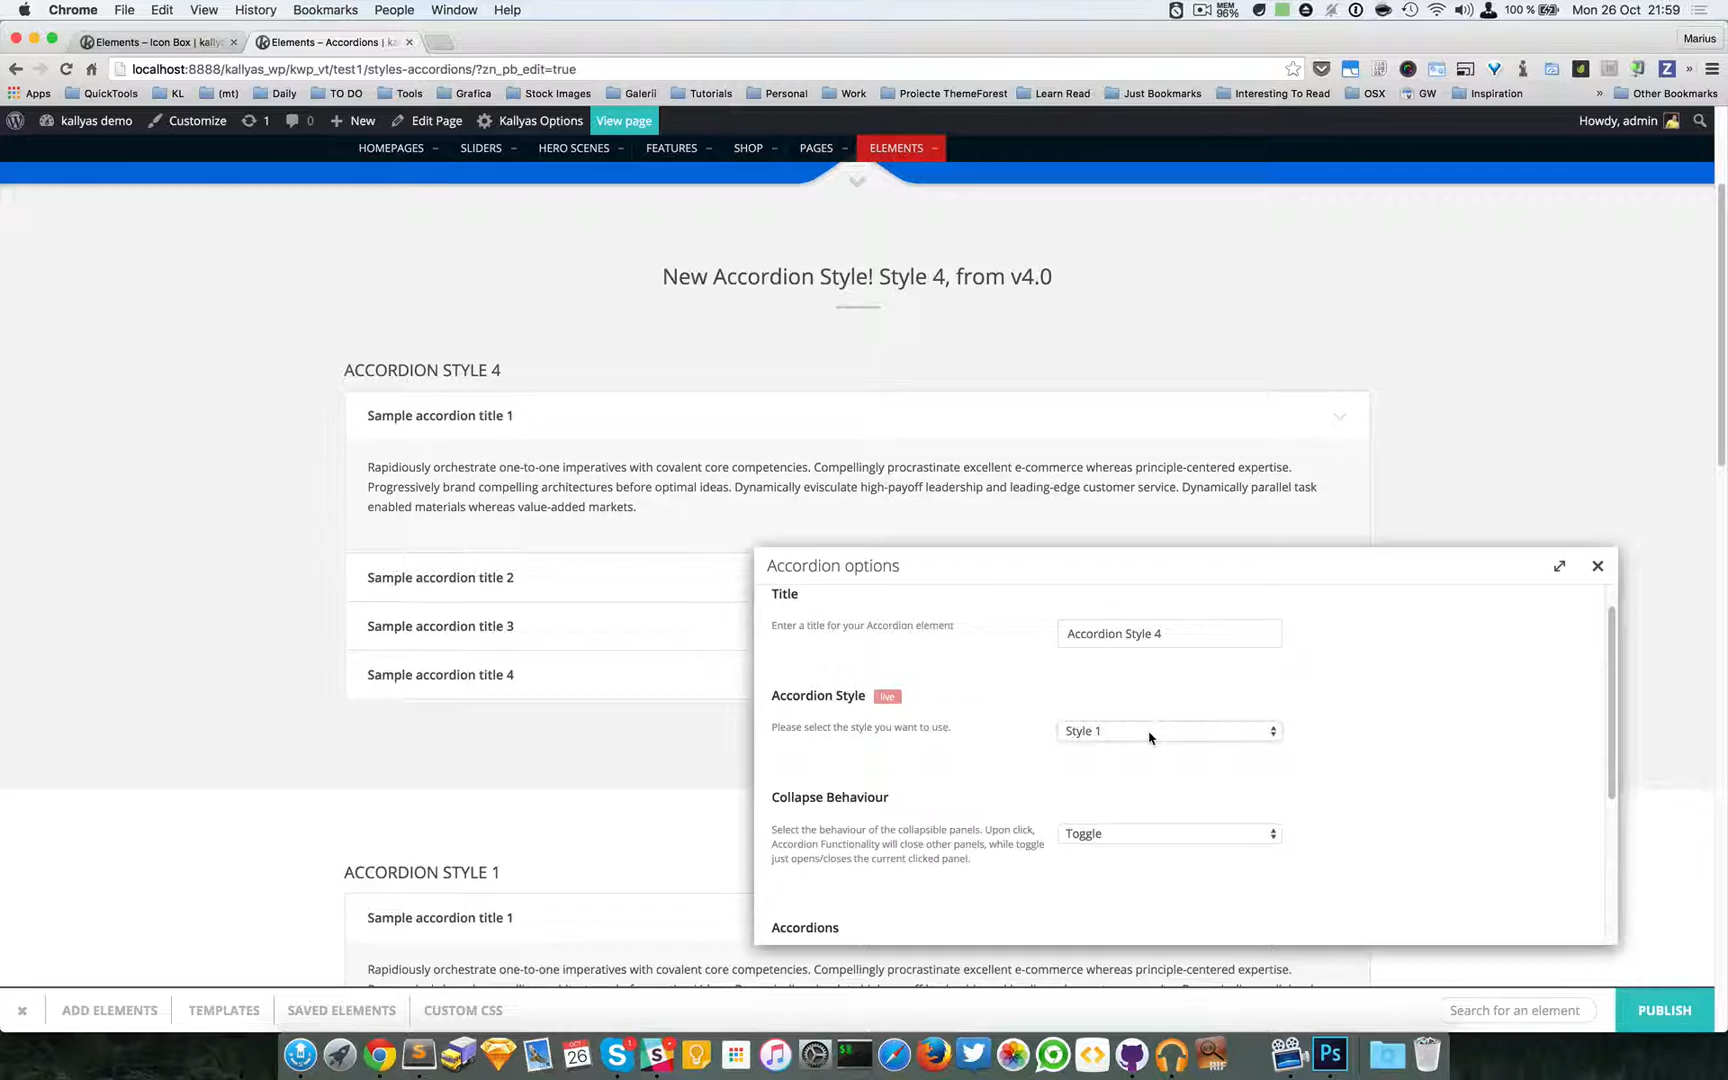 Chrome File Edit View History Bookmarks People Window Help MEM 96% 100 % Mon 26 Oct 21:59
Elements – Icon Box | kally Elements – Accordions | ka Marius
localhost:8888/kallyas_wp/kwp_vt/test1/styles-accordions/?zn_pb_edit=true
Apps QuickTools KL (mt) Daily TO DO Tools Grafica Stock Images Galerii Tutorials Personal Work Proiecte ThemeForest Learn Read Just Bookmarks Interesting To Read OSX GW Inspiration » Other Bookmarks
kallyas demo Customize 1 0 New Edit Page Kallyas Options View page Howdy, admin
HOMEPAGES SLIDERS HERO SCENES FEATURES SHOP PAGES ELEMENTS
New Accordion Style! Style 4, from v4.0
ACCORDION STYLE 4
Sample accordion title 1
Rapidiously orchestrate one-to-one imperatives with covalent core competencies. Compellingly procrastinate excellent e-commerce whereas principle-centered expertise.
Progressively brand compelling architectures before optimal ideas. Dynamically evisculate high-payoff leadership and leading-edge customer service. Dynamically parallel task
enabled materials whereas value-added markets.
Sample accordion title 2
Sample accordion title 3
Sample accordion title 4
Accordion options
Title
Enter a title for your Accordion element Accordion Style 4
Accordion Style live
Please select the style you want to use. Style 1
Collapse Behaviour
Select the behaviour of the collapsible panels. Upon click, Toggle
Accordion Functionality will close other panels, while toggle
just opens/closes the current clicked panel.
Accordions
ACCORDION STYLE 1
Sample accordion title 1
Rapidiously orchestrate one-to-one imperatives with covalent core competencies. Compellingly procrastinate excellent e-commerce whereas principle-centered expertise.
ADD ELEMENTS TEMPLATES SAVED ELEMENTS CUSTOM CSS Search for an element PUBLISH
26 RIF Ps